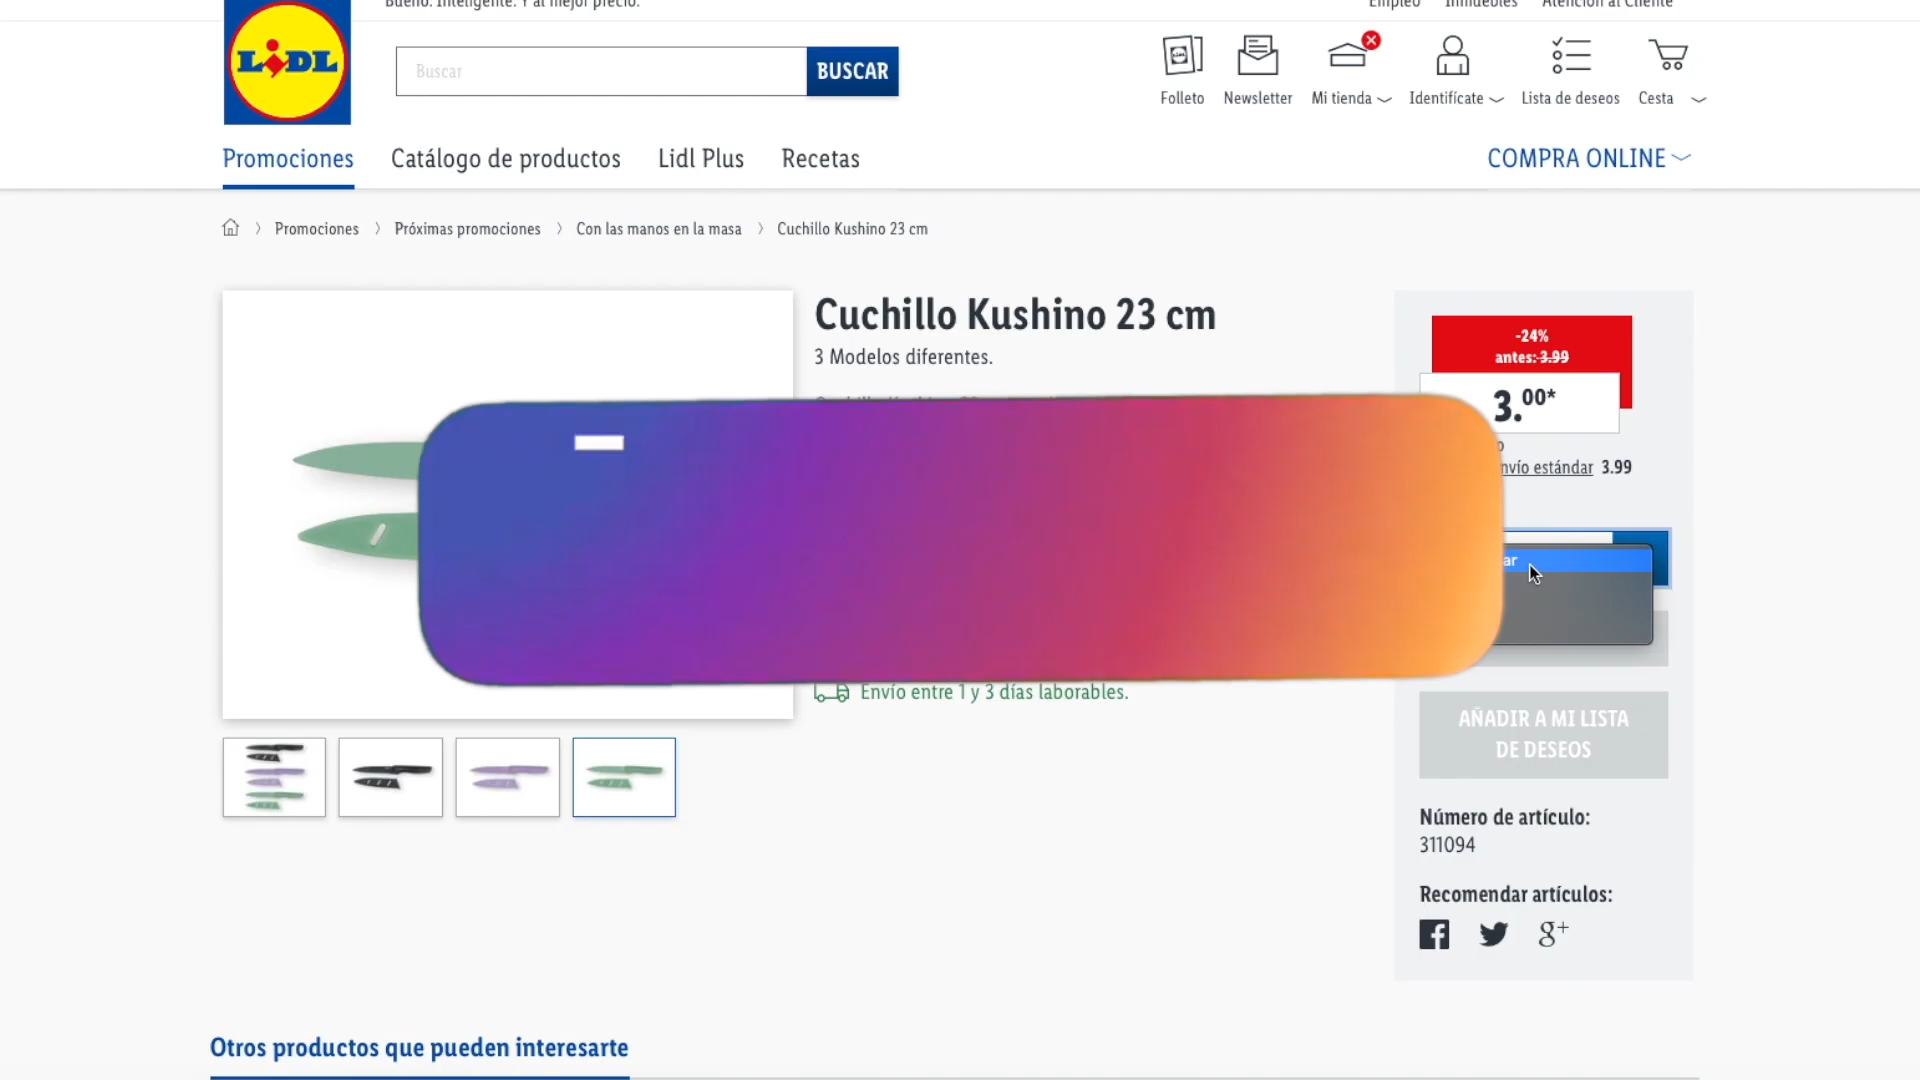 Bueno. Inteligente. Y al mejor precio.
Empleo Inmuebles Atención al Cliente
LIDL
Buscar
BUSCAR
Folleto Newsletter Mi tienda Identifícate Lista de deseos Cesta
Promociones Catálogo de productos Lidl Plus Recetas
COMPRA ONLINE
Promociones Próximas promociones Con las manos en la masa Cuchillo Kushino 23 cm
Cuchillo Kushino 23 cm
3 Modelos diferentes.
-24%
antes: 3.99
3.00*
nvío estándar 3.99
ar
Envío entre 1 y 3 días laborables.
AÑADIR A MI LISTA
DE DESEOS
Número de artículo:
311094
Recomendar artículos:
g+
Otros productos que pueden interesarte